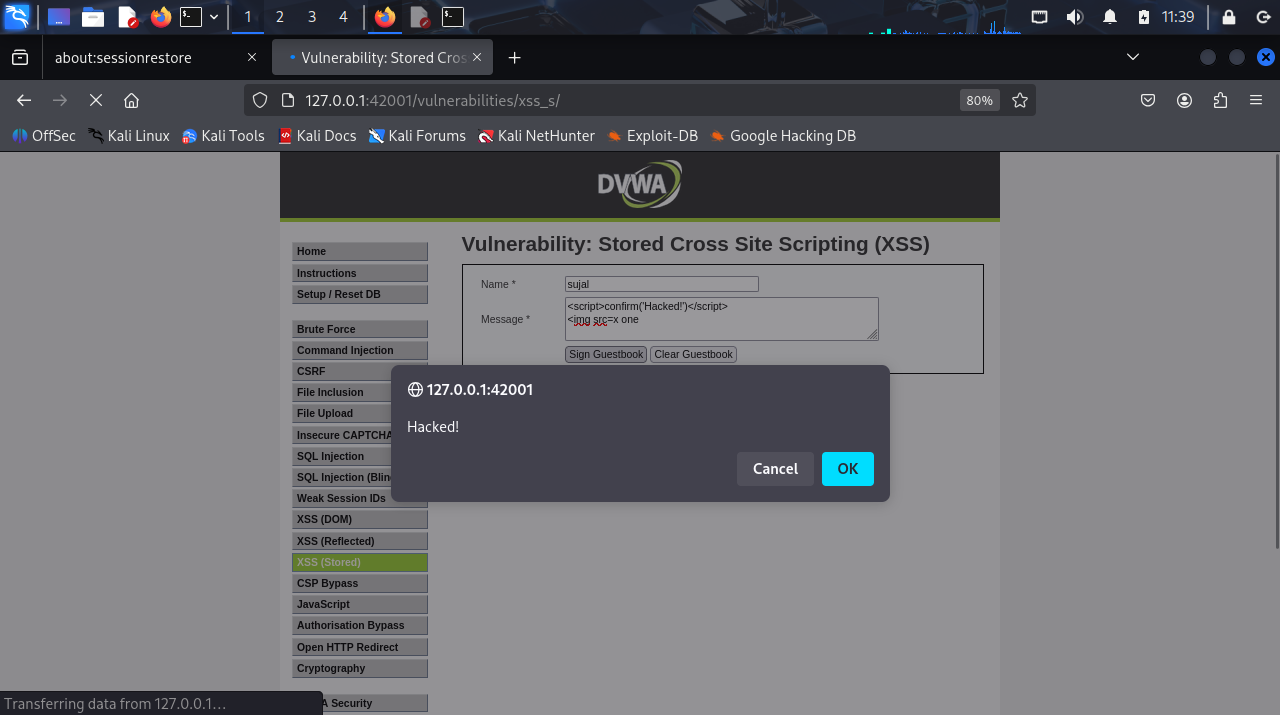 1 2 3 4 11:39
about:sessionrestore
Vulnerability: Stored Cros
127.0.0.1:42001/vulnerabilities/xss_s/ 80%
OffSec Kali Linux Kali Tools Kali Docs Kali Forums Kali NetHunter Exploit-DB Google Hacking DB
DVWA
Home
Instructions
Setup / Reset DB
Brute Force
Command Injection
CSRF
File Inclusion
File Upload
Insecure CAPTCHA
SQL Injection
SQL Injection (Blin
Weak Session IDs
XSS (DOM)
XSS (Reflected)
XSS (Stored)
CSP Bypass
JavaScript
Authorisation Bypass
Open HTTP Redirect
Cryptography
A Security
Vulnerability: Stored Cross Site Scripting (XSS)
Name * sujal
Message * <script>confirm('Hacked!')</script>
<img src=x one
Sign Guestbook Clear Guestbook
127.0.0.1:42001
Hacked!
Cancel OK
Transferring data from 127.0.0.1…